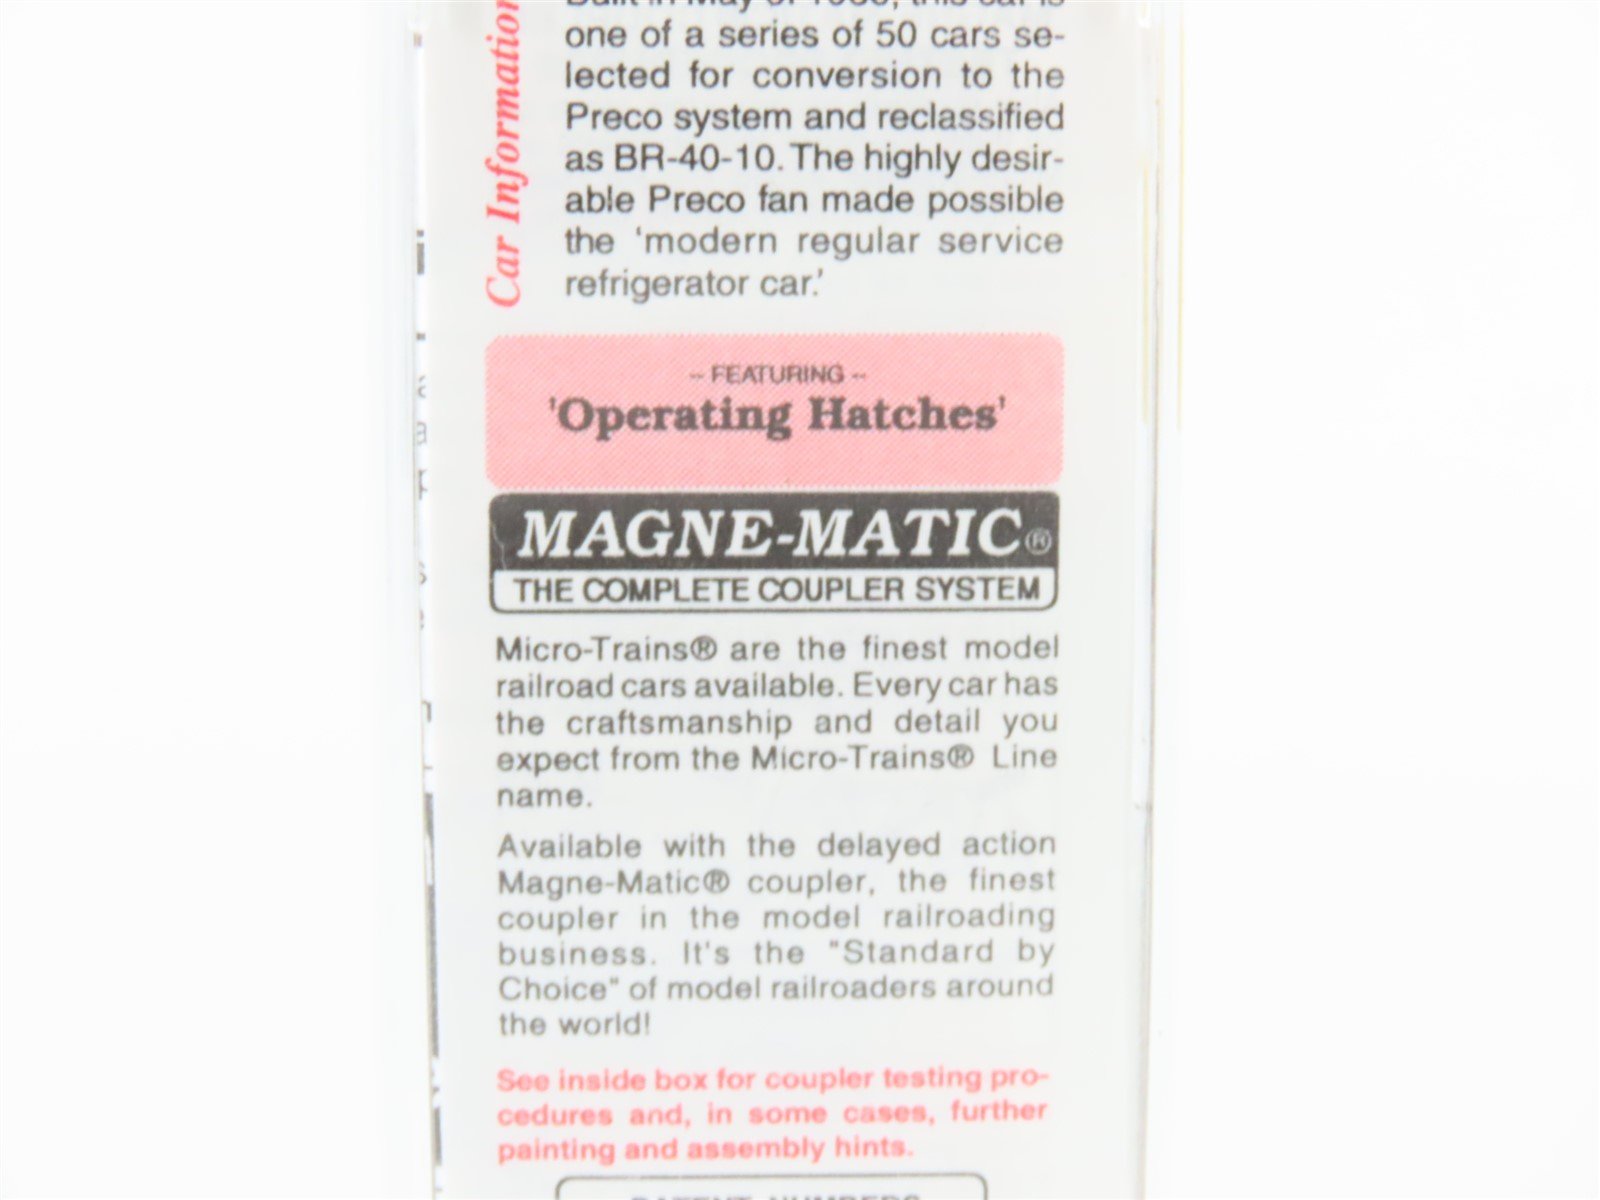 Car Information
one of a series of 50 cars se-
lected for conversion to the
Preco system and reclassified
as BR-40-10. The highly desir-
able Preco fan made possible
the 'modern regular service
refrigerator car.'
-- FEATURING --
'Operating Hatches'
MAGNE-MATIC®
THE COMPLETE COUPLER SYSTEM
Micro-Trains® are the finest model
railroad cars available. Every car has
the craftsmanship and detail you
expect from the Micro-Trains® Line
name.
Available with the delayed action
Magne-Matic® coupler, the finest
coupler in the model railroading
business. It's the "Standard by
Choice" of model railroaders around
the world!
See inside box for coupler testing pro-
cedures and, in some cases, further
painting and assembly hints.
PATENT NUMBERS